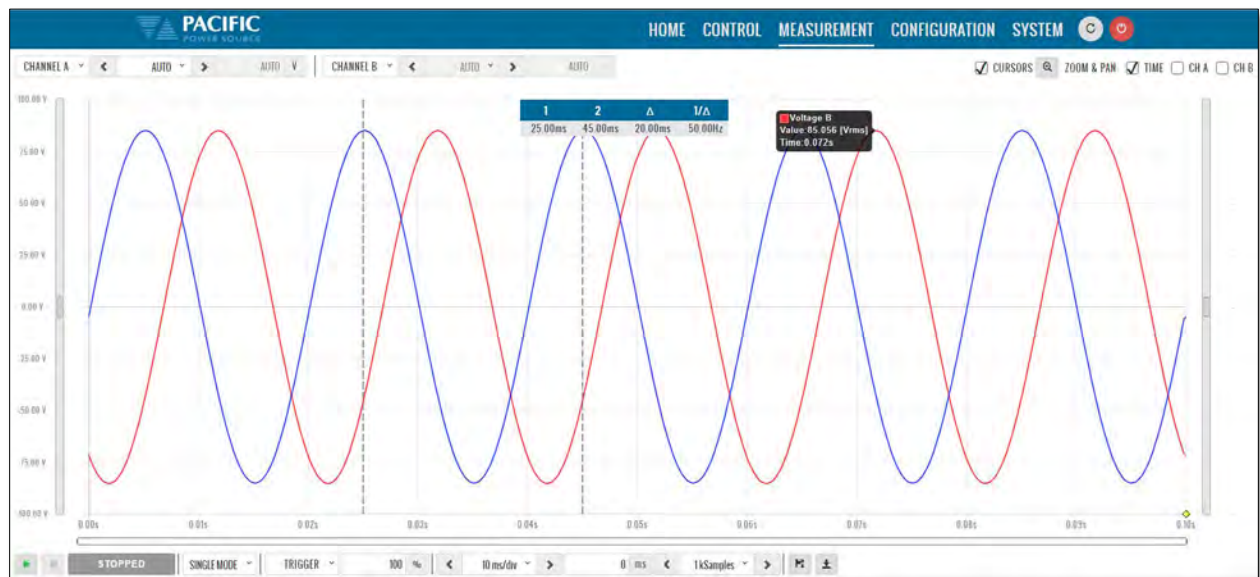 PACIFIC
POWER SOURCE
HOME CONTROL MEASUREMENT CONFIGURATION SYSTEM
CHANNEL A AUTO AUTO V CHANNEL B AUTO AUTO CURSORS ZOOM & PAN TIME CH A CH B
100.00 V
75.00 V
50.00 V
25.00 V
0.00 V
-25.00 V
-50.00 V
-75.00 V
-100.00 V
1 2 Δ 1/Δ
25.00ms 45.00ms 20.00ms 50.00Hz
Voltage B
Value:85.056 [Vrms]
Time:0.072s
0.00s 0.01s 0.02s 0.03s 0.04s 0.05s 0.06s 0.07s 0.08s 0.09s 0.10s
STOPPED SINGLE MODE TRIGGER 100 % 10 ms/div 0 ms 1 kSamples